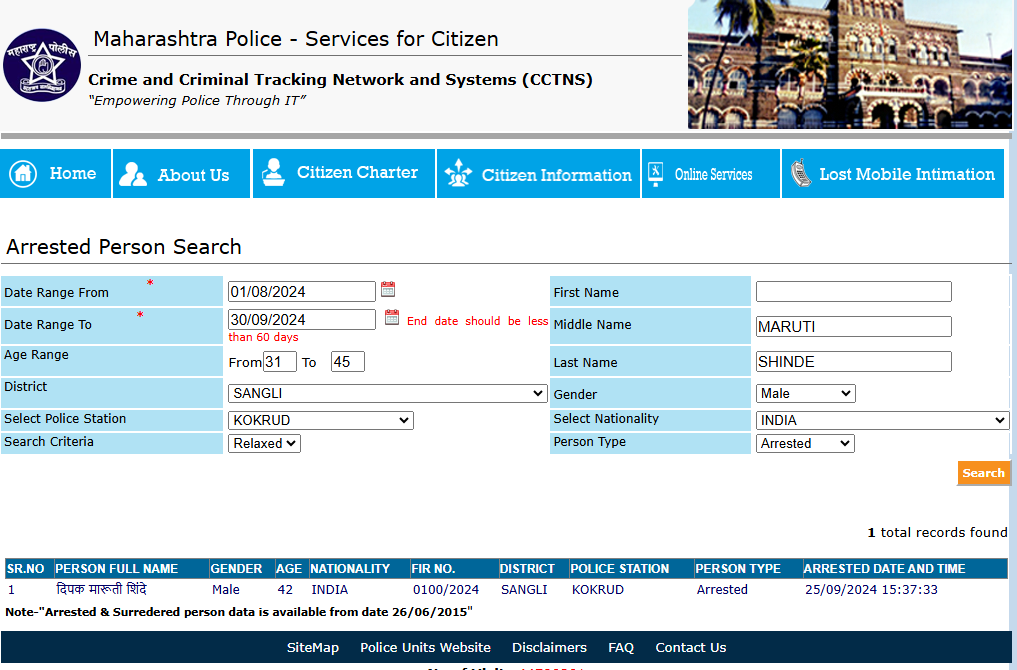 महाराष्ट्र पोलीस
Maharashtra Police - Services for Citizen
Crime and Criminal Tracking Network and Systems (CCTNS)
“Empowering Police Through IT”
Home About Us Citizen Charter Citizen Information Online Services Lost Mobile Intimation
Arrested Person Search
Date Range From * 01/08/2024 First Name
Date Range To * 30/09/2024 End date should be less than 60 days Middle Name MARUTI
Age Range From 31 To 45 Last Name SHINDE
District SANGLI Gender Male
Select Police Station KOKRUD Select Nationality INDIA
Search Criteria Relaxed Person Type Arrested
Search
1 total records found
SR.NO PERSON FULL NAME GENDER AGE NATIONALITY FIR NO. DISTRICT POLICE STATION PERSON TYPE ARRESTED DATE AND TIME
1 दिपक मारूती शिंदे Male 42 INDIA 0100/2024 SANGLI KOKRUD Arrested 25/09/2024 15:37:33
Note-"Arrested & Surredered person data is available from date 26/06/2015"
SiteMap Police Units Website Disclaimers FAQ Contact Us